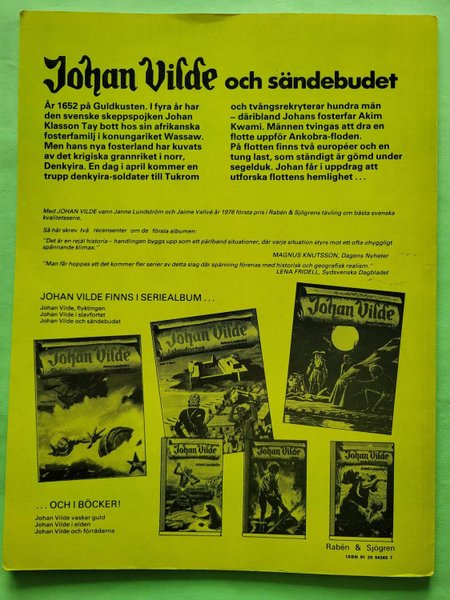 Johan Vilde och sändebudet
År 1652 på Guldkusten. I fyra år har
den svenske skeppspojken Johan
Klasson Tay bott hos sin afrikanska
fosterfamilj i konungariket Wassaw.
Men hans nya fosterland har kuvats
av det krigiska grannriket i norr,
Denkyira. En dag i april kommer en
trupp denkyira-soldater till Tukrom
och tvångsrekryterar hundra män
– däribland Johans fosterfar Akim
Kwami. Männen tvingas att dra en
flotte uppför Ankobra-floden.
På flotten finns två européer och en
tung last, som ständigt är gömd under
segelduk. Johan får i uppdrag att
utforska flottens hemlighet . . .
Med JOHAN VILDE vann Janne Lundström och Jaime Vallvé år 1976 första pris i Rabén & Sjögrens tävling om bästa svenska
kvalitetsserie.
Så här skrev två recensenter om de första albumen:
"Det är en rejäl historia – handlingen byggs upp som ett pärlband situationer, där varje situation styrs mot ett ofta ohyggligt
spännande klimax."
MAGNUS KNUTSSON, Dagens Nyheter
"Man får hoppas att det kommer fler serier av detta slag där spänning förenas med historisk och geografisk realism."
LENA FRIDELL, Sydsvenska Dagbladet
JOHAN VILDE FINNS I SERIEALBUM . . .
Johan Vilde, flyktingen
Johan Vilde i slavfortet
Johan Vilde och sändebudet
Johan Vilde
Johan Vilde
i slavfortet
Johan Vilde
Johan Vilde
Johan Vilde
Johan Vilde
. . . OCH I BÖCKER!
Johan Vilde vaskar guld
Johan Vilde i elden
Johan Vilde och förrädarna
Rabén & Sjögren
ISBN 91 29 54306 7